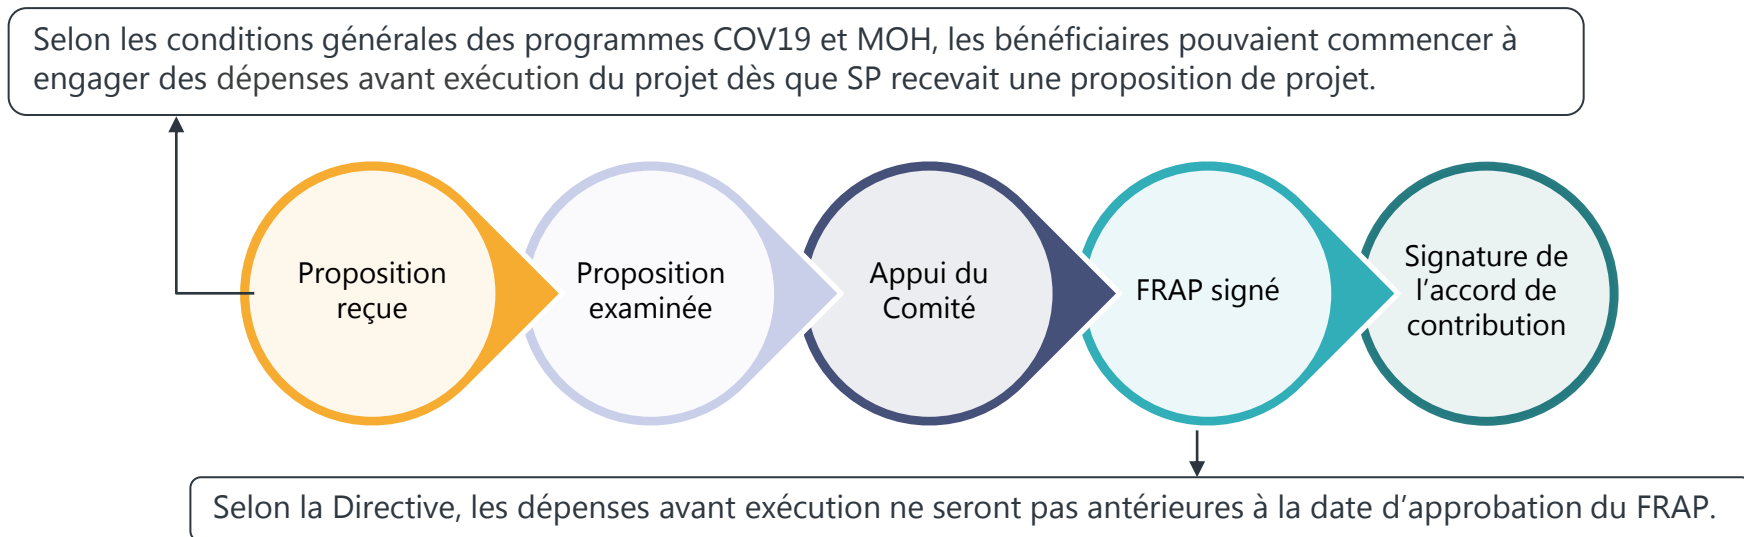 Selon les conditions générales des programmes COV19 et MOH, les bénéficiaires pouvaient commencer à
engager des dépenses avant exécution du projet dès que SP recevait une proposition de projet.
Proposition
reçue
Proposition
examinée
Appui du
Comité
FRAP signé
Signature de
l’accord de
contribution
Selon la Directive, les dépenses avant exécution ne seront pas antérieures à la date d’approbation du FRAP.